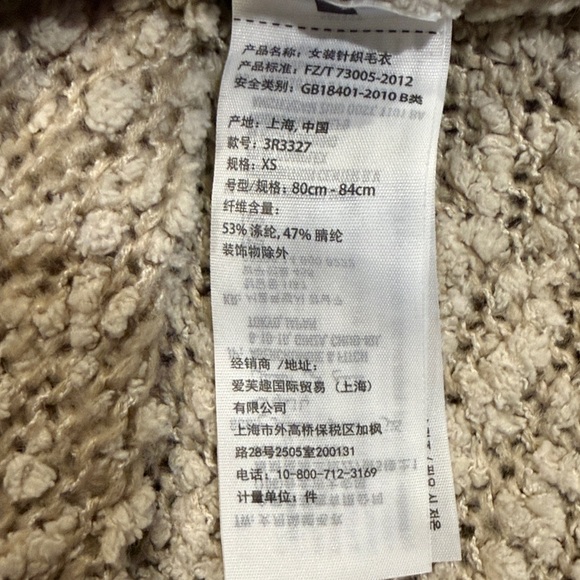 产品名称：女装针织毛衣
产品标准：FZ/T 73005-2012
安全类别：GB18401-2010 B类
产地：上海, 中国
款号：3R3327
规格：XS
号型/规格：80cm - 84cm
纤维含量：
53% 涤纶, 47% 腈纶
装饰物除外
经销商 /地址：
爱芙趣国际贸易（上海）
有限公司
上海市外高桥保税区加枫
路28号2505室200131
电话：10-800-712-3169
计量单位：件